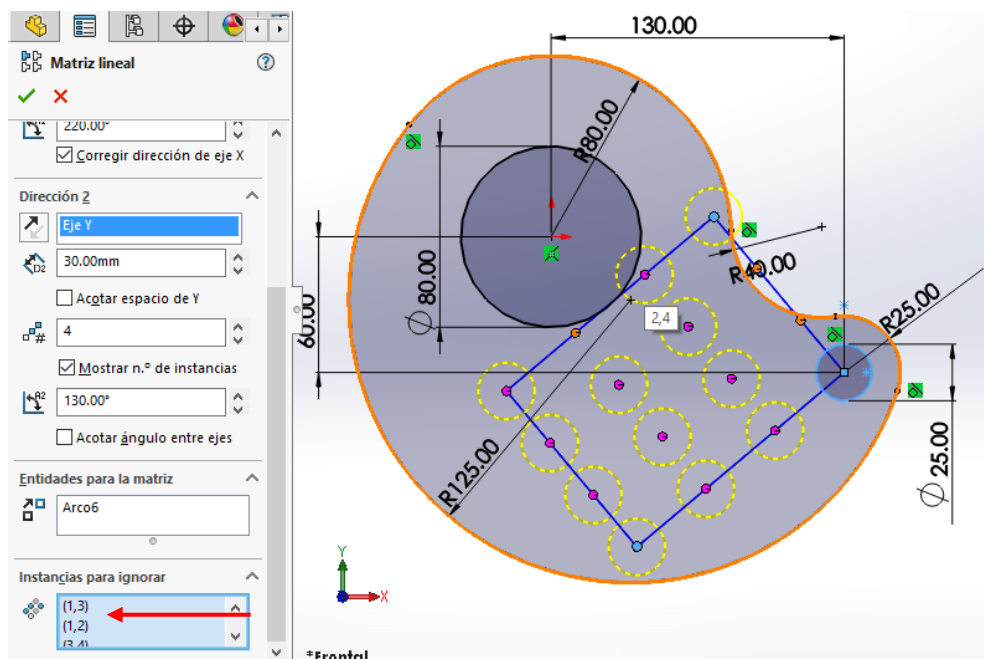 Matriz lineal
220.00°
Corregir dirección de eje X
Dirección 2
Eje Y
D2
30.00mm
Acotar espacio de Y
#
4
Mostrar n.º de instancias
130.00°
Acotar ángulo entre ejes
Entidades para la matriz
Arco6
Instancias para ignorar
(1,3)
(1,2)
(3,4)
130.00
R80.00
∅ 80.00
60.00
R40.00
2,4
R25.00
R125.00
∅ 25.00
Y
X
*Frontal